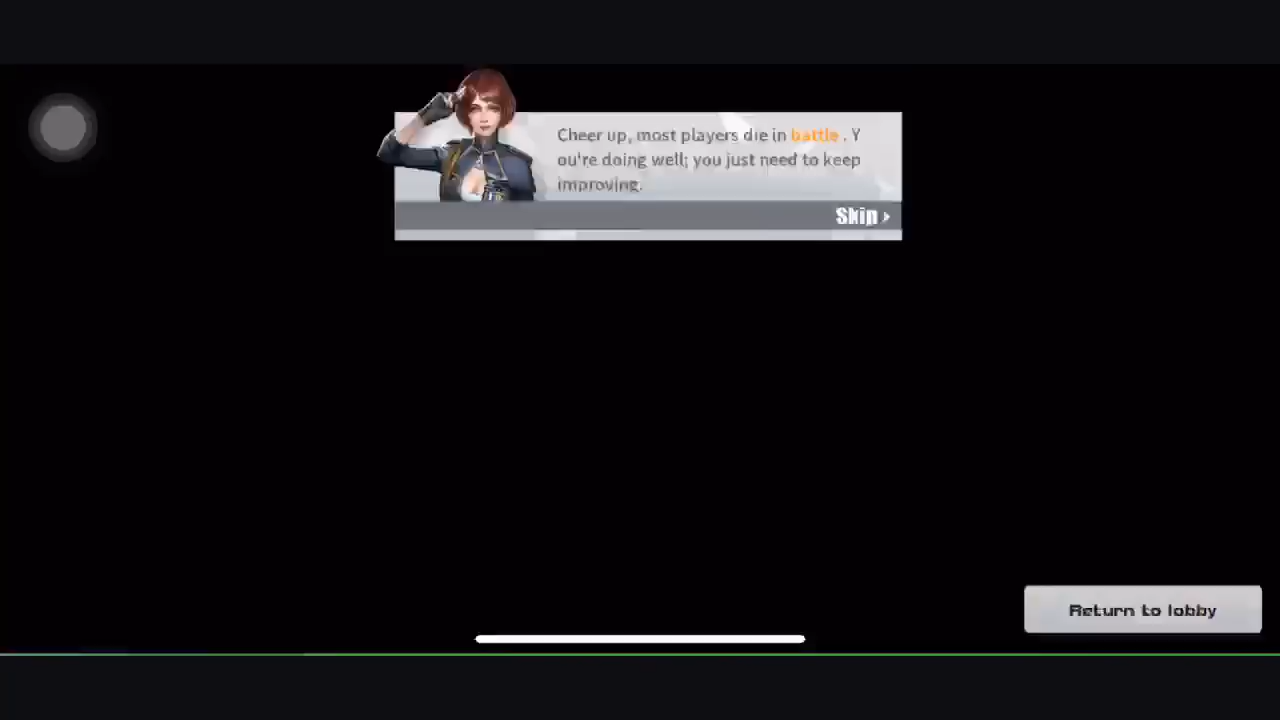 Cheer up, most players die in battle . Y
ou're doing well; you just need to keep
improving.
Skip ›
Return to lobby